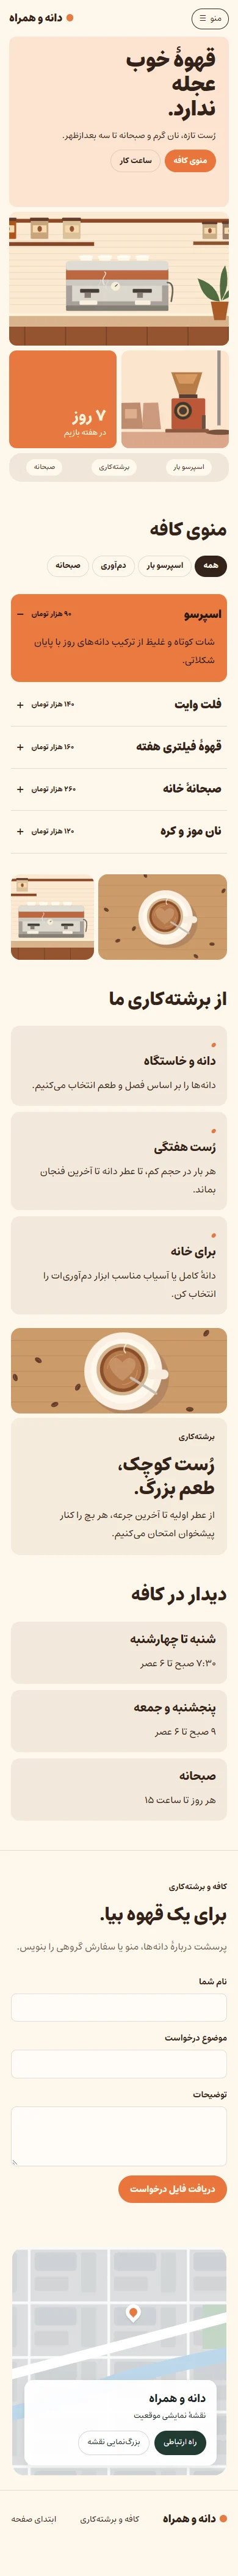 دانه و همراه
منو ☰
قهوهٔ خوب
عجله
ندارد.
رُست تازه، نان گرم و صبحانه تا سه بعدازظهر.
منوی کافه
ساعت کار
۷ روز
در هفته بازیم
اسپرسو بار
برشته‌کاری
صبحانه
منوی کافه
همه
اسپرسو بار
دم‌آوری
صبحانه
اسپرسو
۹۰ هزار تومان −
شات کوتاه و غلیظ از ترکیب دانه‌های روز با پایان
شکلاتی.
فلت وایت
۱۴۰ هزار تومان +
قهوهٔ فیلتری هفته
۱۶۰ هزار تومان +
صبحانهٔ خانه
۲۶۰ هزار تومان +
نان موز و کره
۱۲۰ هزار تومان +
از برشته‌کاری ما
دانه و خاستگاه
دانه‌ها را بر اساس فصل و طعم انتخاب می‌کنیم.
رُست هفتگی
هر بار در حجم کم، تا عطر دانه تا آخرین فنجان
بماند.
برای خانه
دانهٔ کامل یا آسیاب مناسب ابزار دم‌آوری‌ات را
انتخاب کن.
برشته‌کاری
رُست کوچک،
طعم بزرگ.
از عطر اولیه تا آخرین جرعه، هر بچ را کنار
پیشخوان امتحان می‌کنیم.
دیدار در کافه
شنبه تا چهارشنبه
۷:۳۰ صبح تا ۶ عصر
پنجشنبه و جمعه
۹ صبح تا ۶ عصر
صبحانه
هر روز تا ساعت ۱۵
کافه و برشته‌کاری
برای یک قهوه بیا.
پرسشت دربارهٔ دانه‌ها، منو یا سفارش گروهی را بنویس.
نام شما
موضوع درخواست
توضیحات
دریافت فایل درخواست
دانه و همراه
نقشهٔ نمایشی موقعیت
راه ارتباطی
بزرگ‌نمایی نقشه
دانه و همراه
کافه و برشته‌کاری
ابتدای صفحه